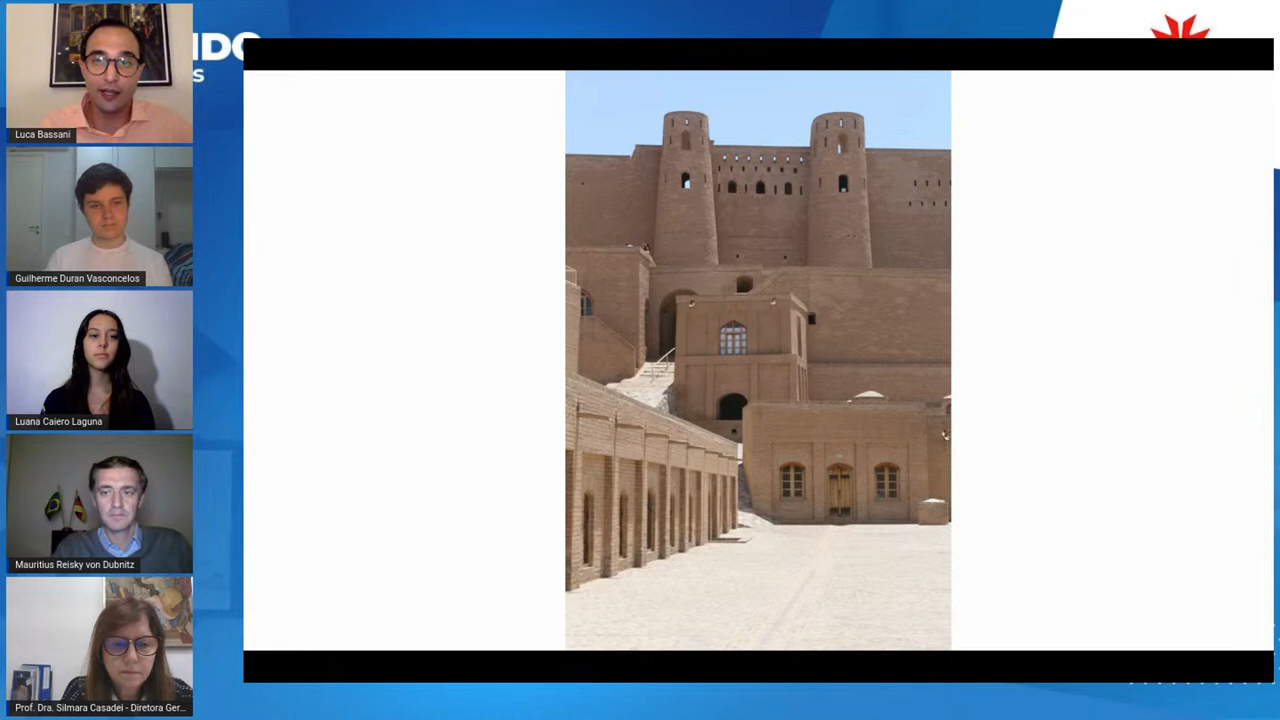 Luca Bassani
Guilherme Duran Vasconcelos
Luana Caiero Laguna
Mauritius Reisky von Dubnitz
Prof. Dra. Silmara Casadei - Diretora Ger...